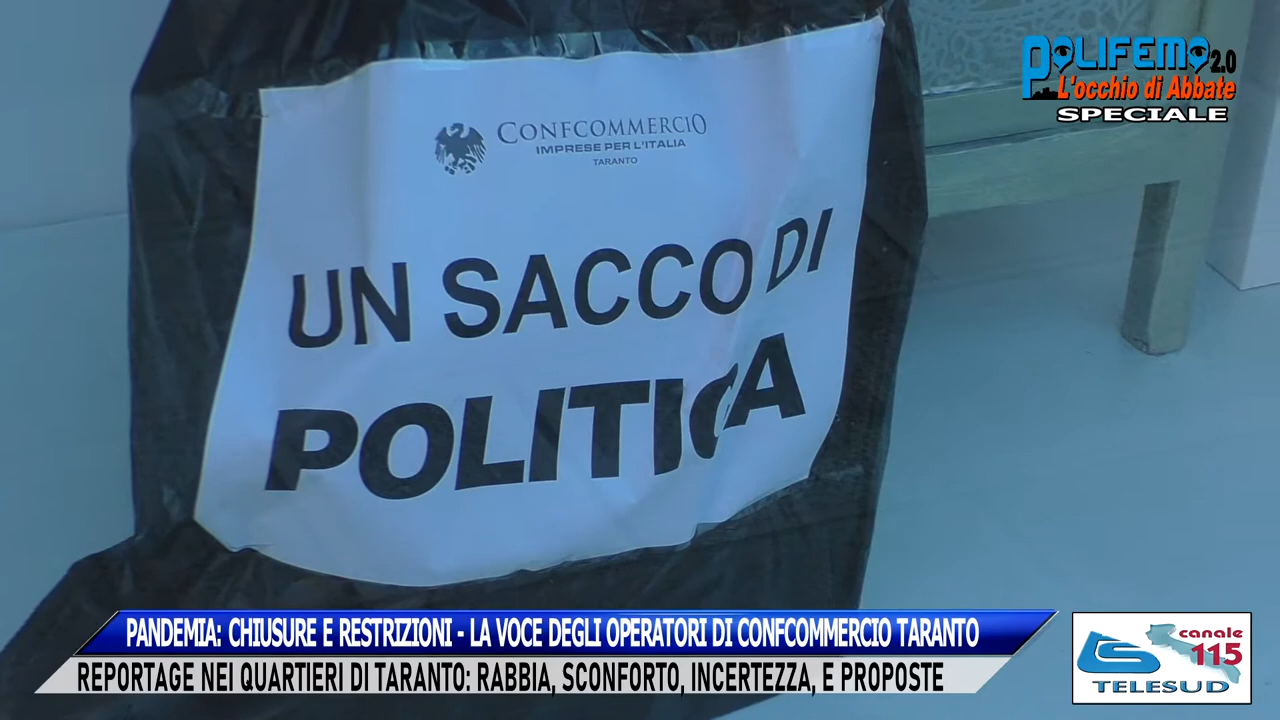 POLIFEMO 2.0
L'occhio di Abbate
SPECIALE
CONFCOMMERCIO
IMPRESE PER L'ITALIA
TARANTO
UN SACCO DI
POLITICA
PANDEMIA: CHIUSURE E RESTRIZIONI - LA VOCE DEGLI OPERATORI DI CONFCOMMERCIO TARANTO
REPORTAGE NEI QUARTIERI DI TARANTO: RABBIA, SCONFORTO, INCERTEZZA, E PROPOSTE
canale
115
TELESUD